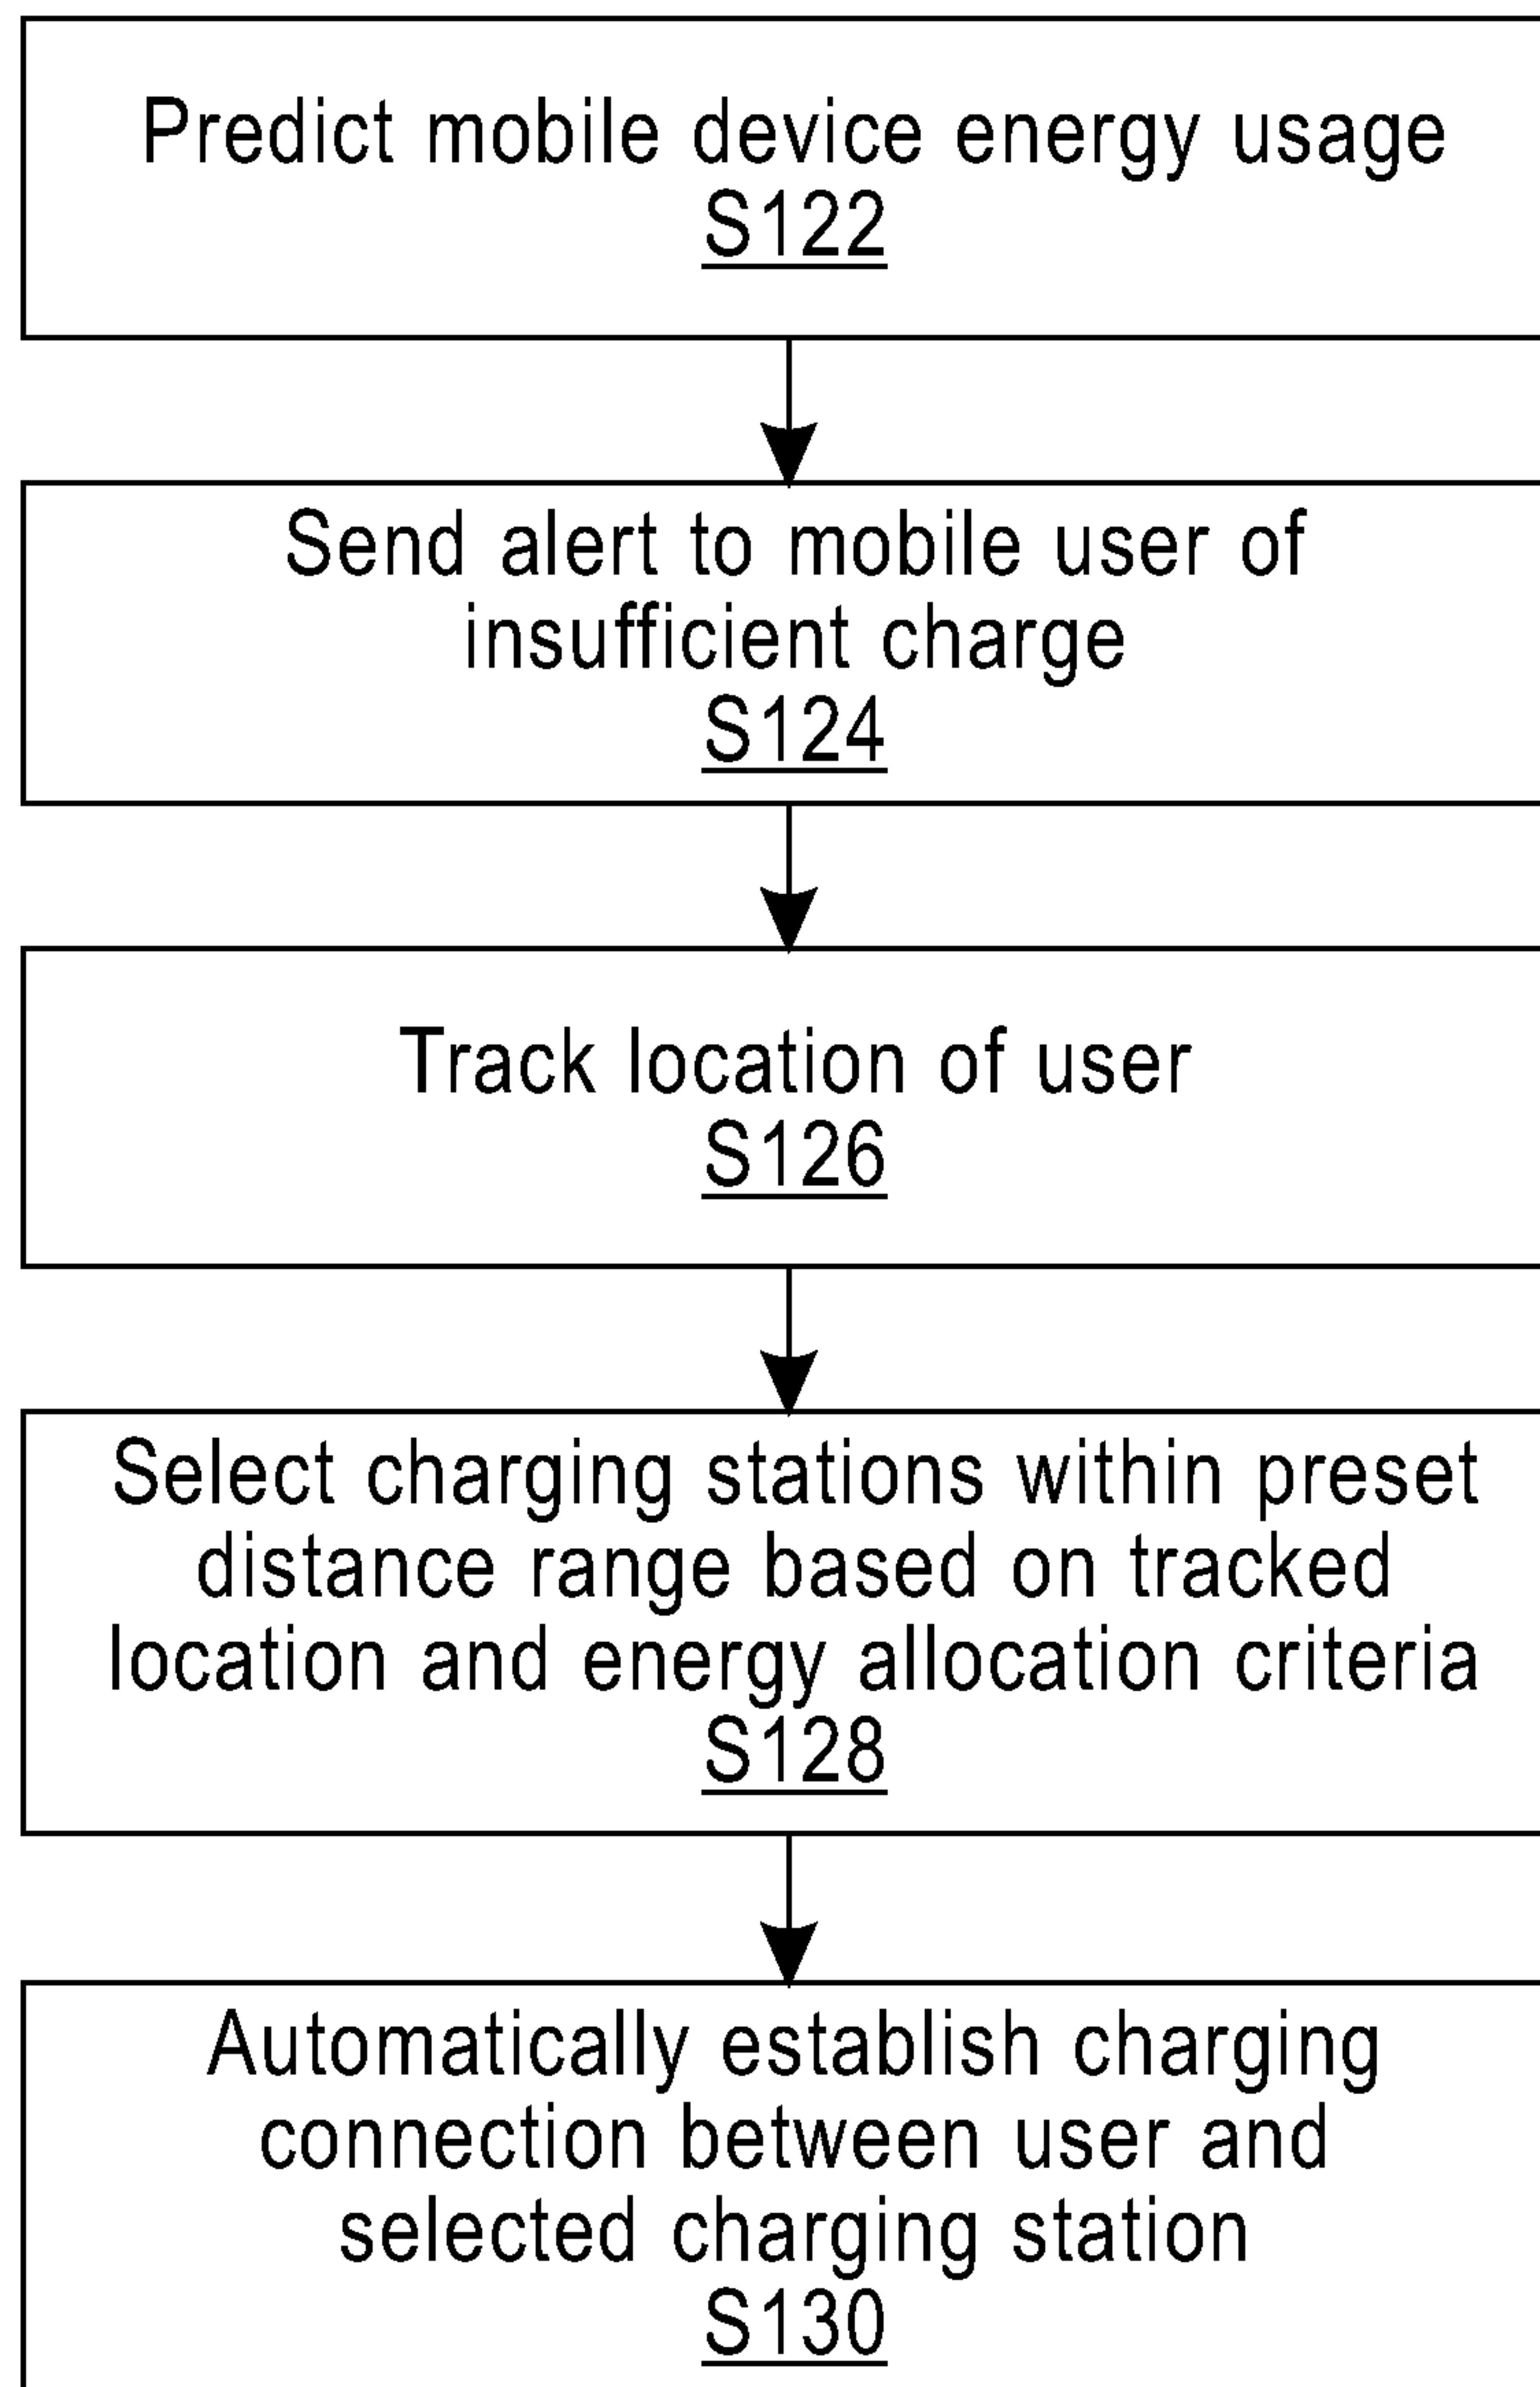 Predict mobile device energy usage
S122
Send alert to mobile user of
insufficient charge
S124
Track location of user
S126
Select charging stations within preset
distance range based on tracked
location and energy allocation criteria
S128
Automatically establish charging
connection between user and
selected charging station
S130